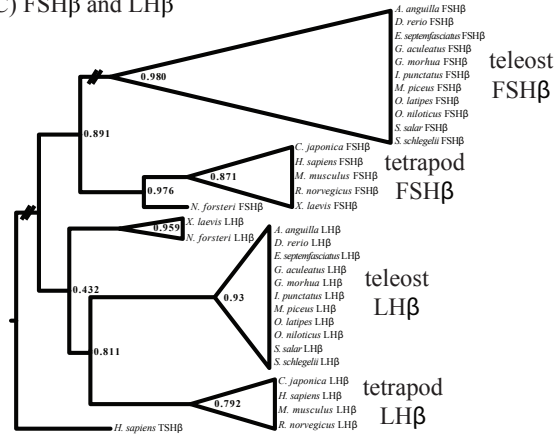 C) FSHβ and LHβ
A. anguilla FSHβ
D. rerio FSHβ
E. septemfasciatus FSHβ
G. aculeatus FSHβ
G. morhua FSHβ
I. punctatus FSHβ
M. piceus FSHβ
O. latipes FSHβ
O. niloticus FSHβ
S. salar FSHβ
S. schlegelii FSHβ
teleost
FSHβ
0.980
0.891
C. japonica FSHβ
H. sapiens FSHβ
M. musculus FSHβ
R. norvegicus FSHβ
X. laevis FSHβ
tetrapod
FSHβ
0.871
0.976
N. forsteri FSHβ
X. laevis LHβ
N. forsteri LHβ
0.959
0.432
A. anguilla LHβ
D. rerio LHβ
E. septemfasciatus LHβ
G. aculeatus LHβ
G. morhua LHβ
I. punctatus LHβ
M. piceus LHβ
O. latipes LHβ
O. niloticus LHβ
S. salar LHβ
S. schlegelii LHβ
teleost
LHβ
0.93
0.811
C. japonica LHβ
H. sapiens LHβ
M. musculus LHβ
R. norvegicus LHβ
tetrapod
LHβ
0.792
H. sapiens TSHβ